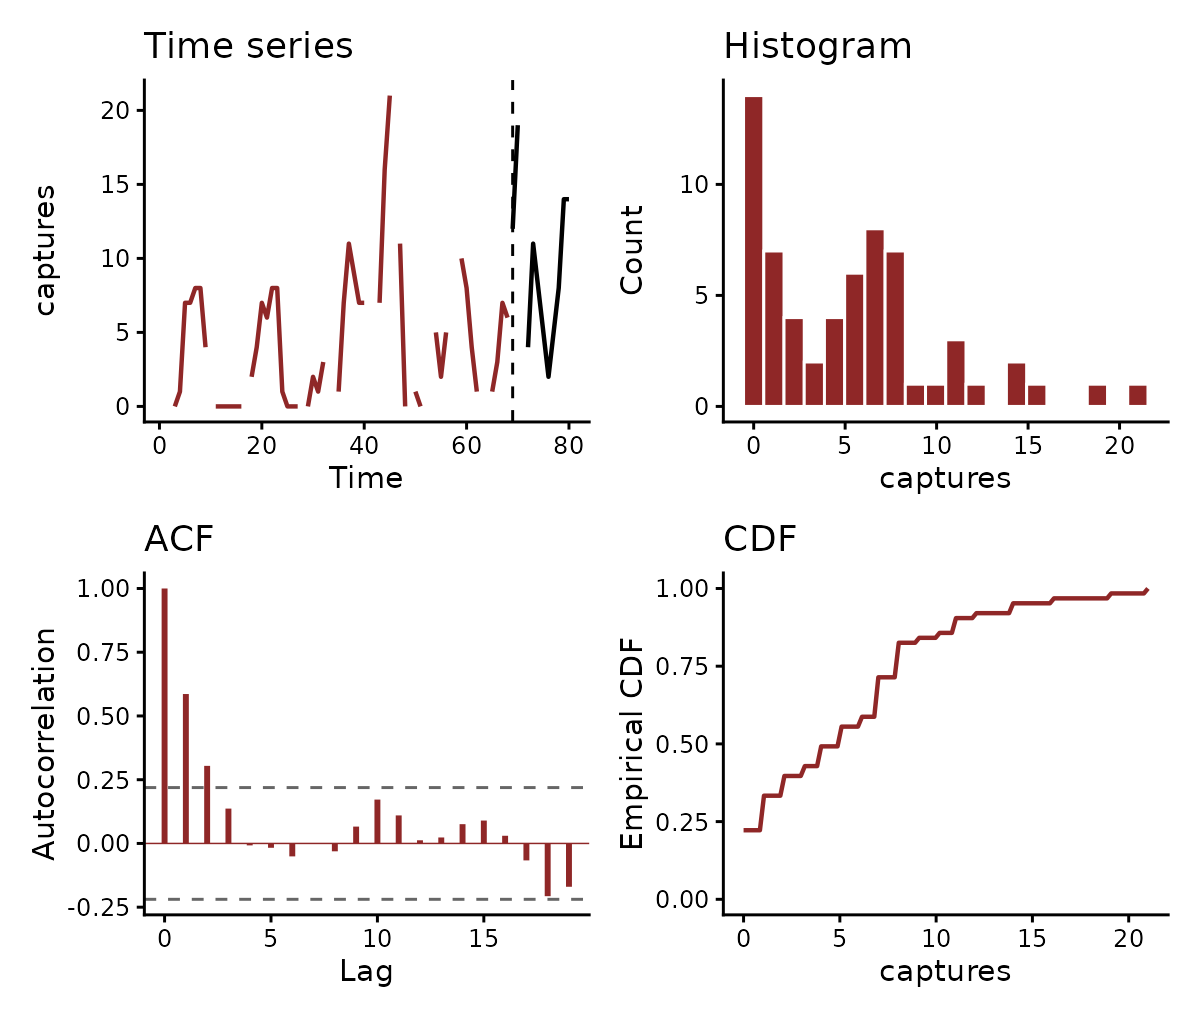 Time series
captures
20
15
10
5
0
0 20 40 60 80
Time
Histogram
Count
10
5
0
0 5 10 15 20
captures
ACF
Autocorrelation
1.00
0.75
0.50
0.25
0.00
-0.25
0 5 10 15
Lag
CDF
Empirical CDF
1.00
0.75
0.50
0.25
0.00
0 5 10 15 20
captures